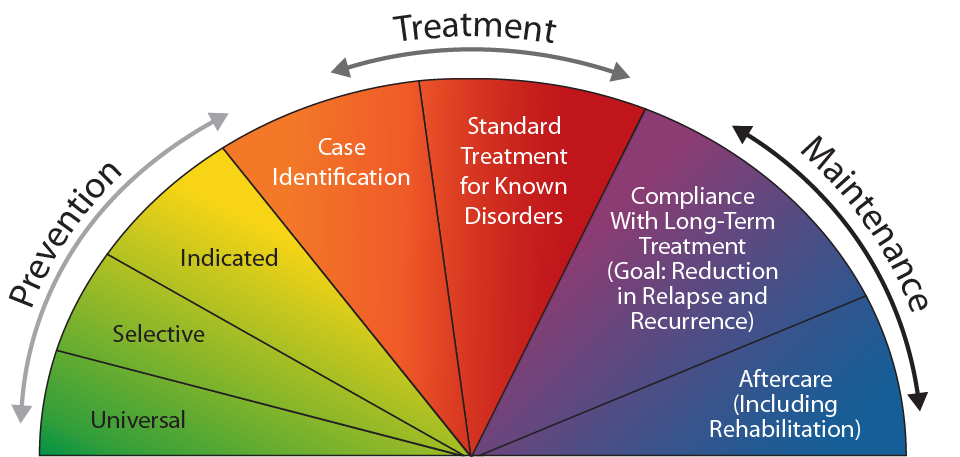 Treatment
Prevention
Maintenance
Case
Identification
Standard
Treatment
for Known
Disorders
Compliance
With Long-Term
Treatment
(Goal: Reduction
in Relapse and
Recurrence)
Indicated
Selective
Universal
Aftercare
(Including
Rehabilitation)